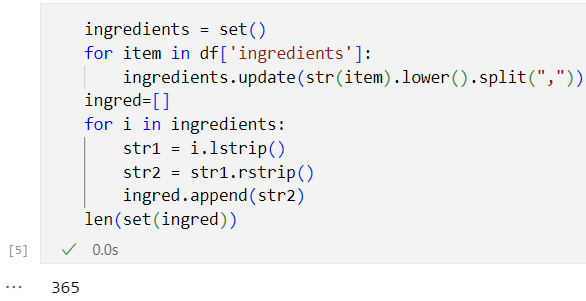 ingredients = set()
for item in df['ingredients']:
    ingredients.update(str(item).lower().split(","))
ingred=[]
for i in ingredients:
    str1 = i.lstrip()
    str2 = str1.rstrip()
    ingred.append(str2)
len(set(ingred))
[5] ✓ 0.0s
··· 365